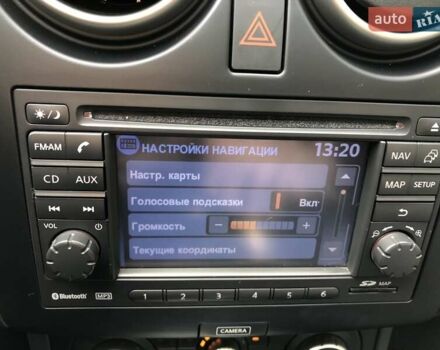 auto RIA
FM·AM
CD AUX
VOL
НАСТРОЙКИ НАВИГАЦИИ 13:20
Настр. карты
Голосовые подсказки Вкл
Громкость − +
Текущие координаты
NAV
MAP SETUP
Bluetooth MP3 1 2 3 4 5 6 SD MAP
CAMERA